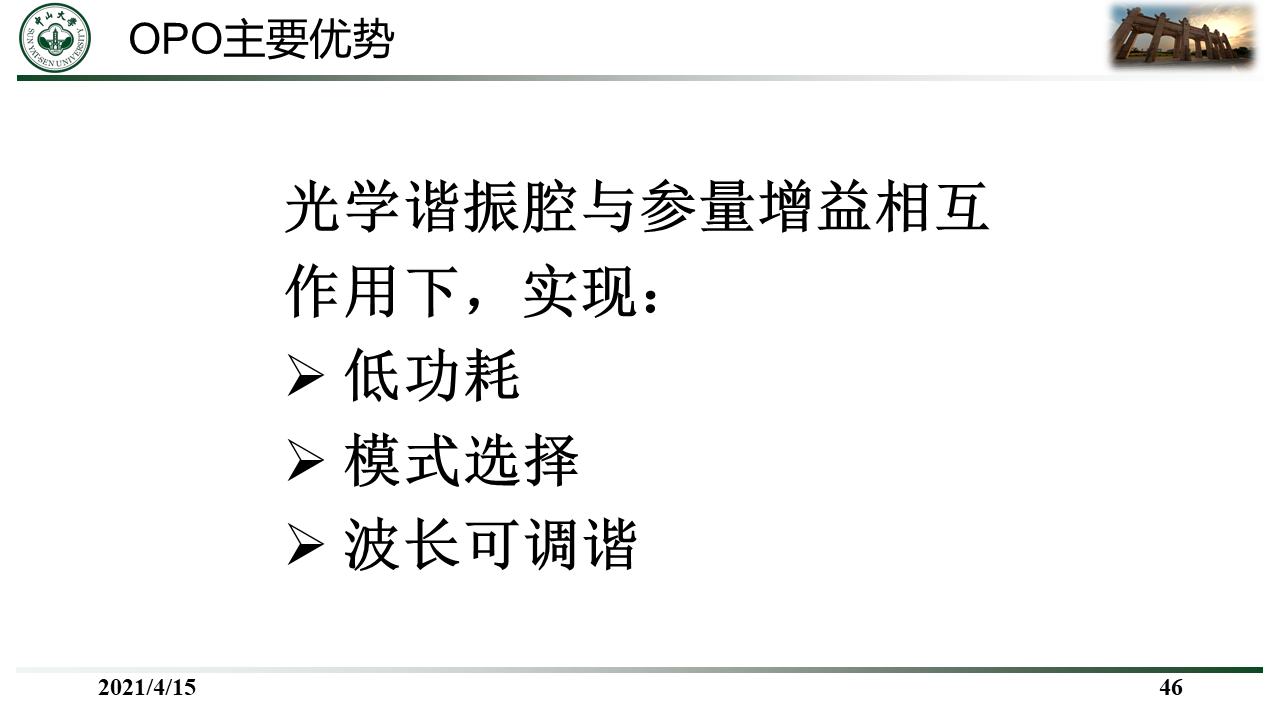 中山大學
SUN YAT-SEN UNIVERSITY
OPO主要优势
光学谐振腔与参量增益相互
作用下，实现：
➢ 低功耗
➢ 模式选择
➢ 波长可调谐
2021/4/15
46